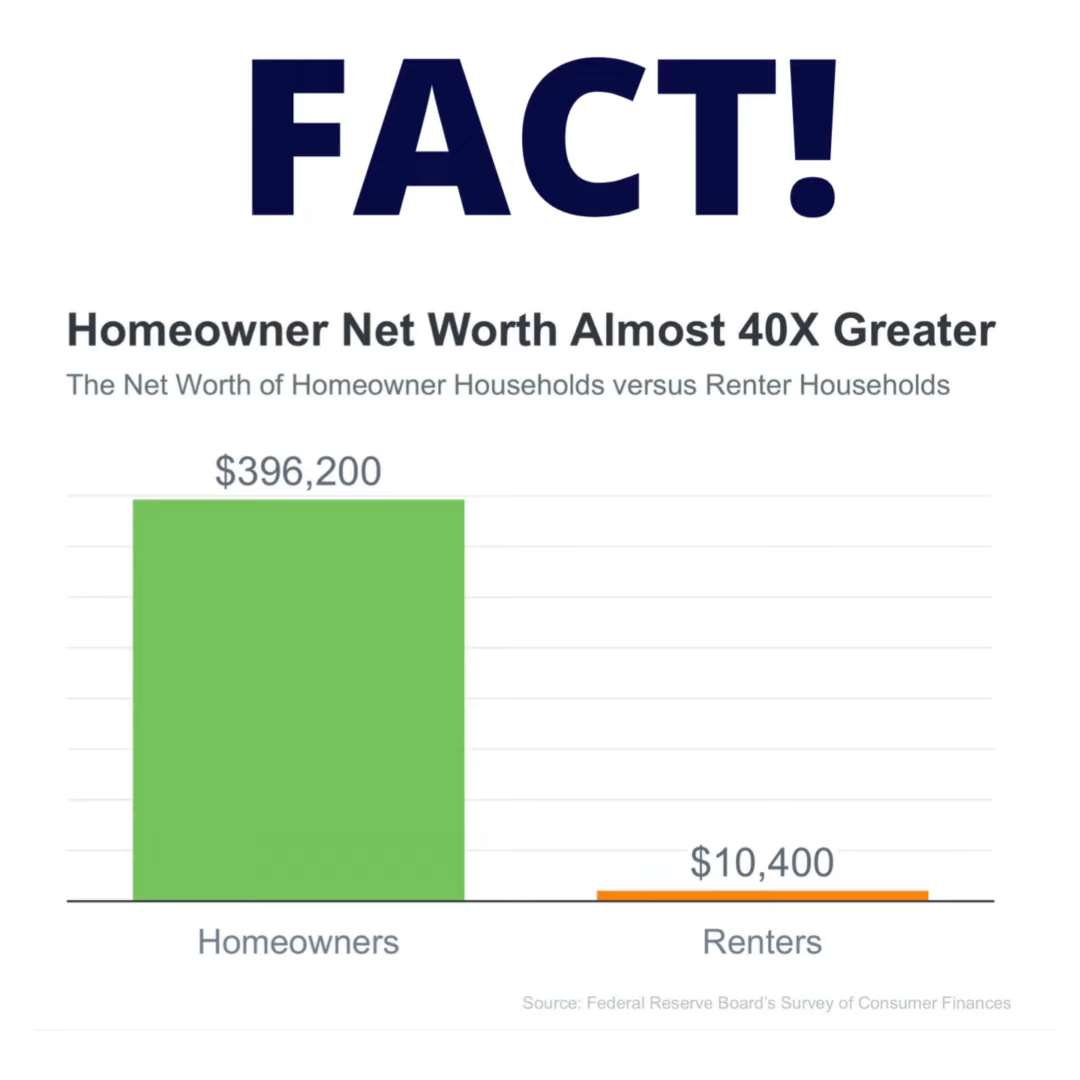 FACT!
Homeowner Net Worth Almost 40X Greater
The Net Worth of Homeowner Households versus Renter Households
$396,200
$10,400
Homeowners
Renters
Source: Federal Reserve Board's Survey of Consumer Finances